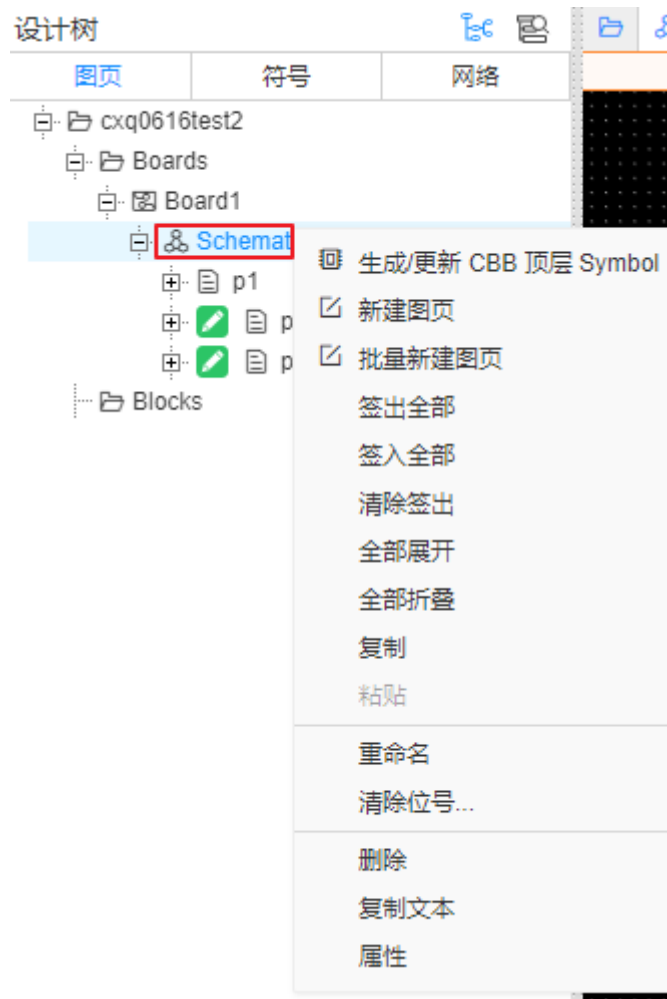 设计树
图页 符号 网络
cxq0616test2
Boards
Board1
Schemat
p1
p
p
Blocks
生成/更新 CBB 顶层 Symbol
新建图页
批量新建图页
签出全部
签入全部
清除签出
全部展开
全部折叠
复制
粘贴
重命名
清除位号...
删除
复制文本
属性